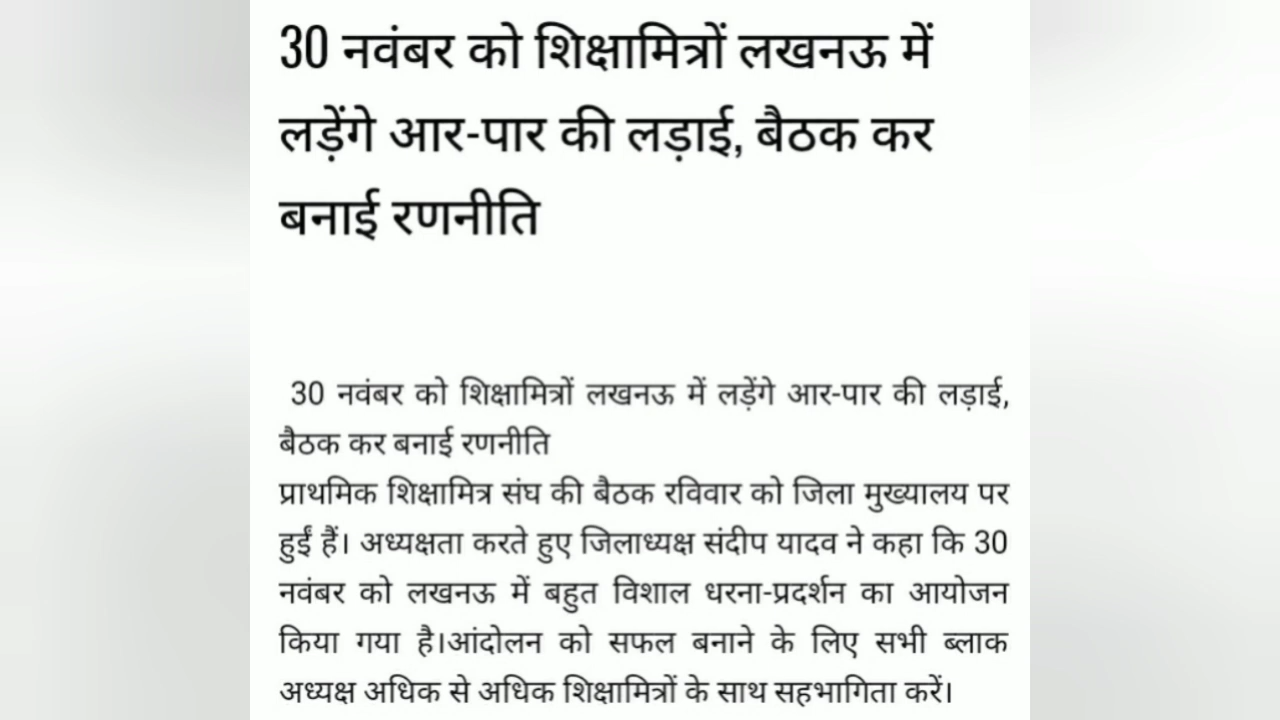 30 नवंबर को शिक्षामित्रों लखनऊ में
लड़ेंगे आर-पार की लड़ाई, बैठक कर
बनाई रणनीति
30 नवंबर को शिक्षामित्रों लखनऊ में लड़ेंगे आर-पार की लड़ाई,
बैठक कर बनाई रणनीति
प्राथमिक शिक्षामित्र संघ की बैठक रविवार को जिला मुख्यालय पर
हुईं हैं। अध्यक्षता करते हुए जिलाध्यक्ष संदीप यादव ने कहा कि 30
नवंबर को लखनऊ में बहुत विशाल धरना-प्रदर्शन का आयोजन
किया गया है।आंदोलन को सफल बनाने के लिए सभी ब्लाक
अध्यक्ष अधिक से अधिक शिक्षामित्रों के साथ सहभागिता करें।